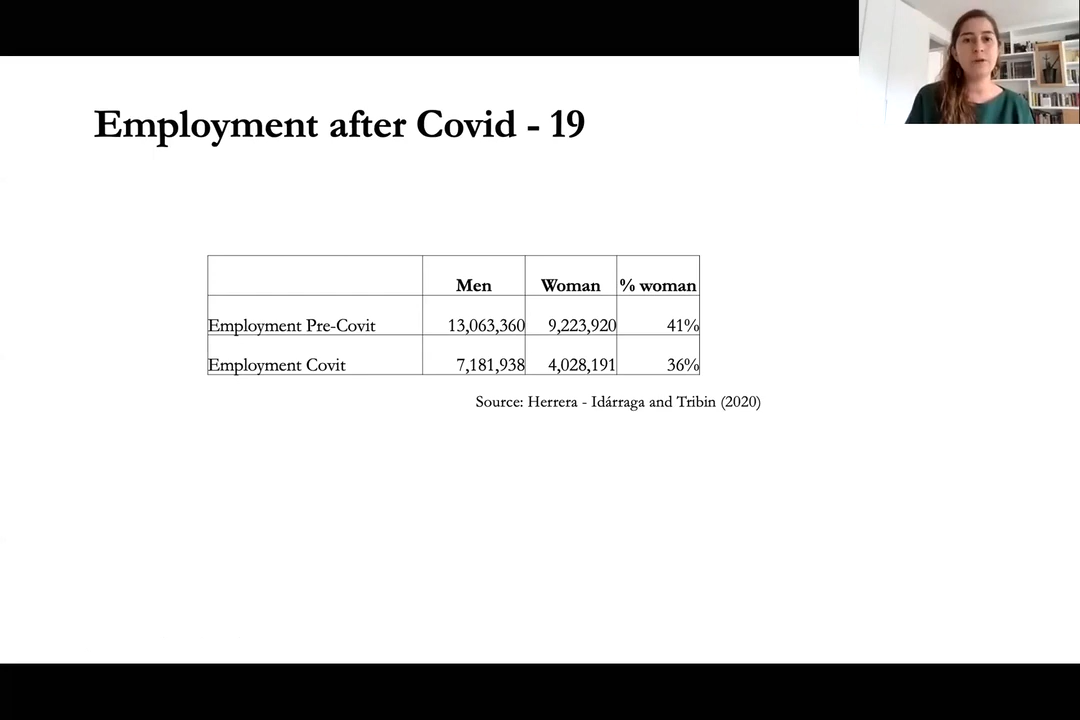 Employment after Covid - 19
Men Woman % woman
Employment Pre-Covit 13,063,360 9,223,920 41%
Employment Covit 7,181,938 4,028,191 36%
Source: Herrera - Idárraga and Tribin (2020)